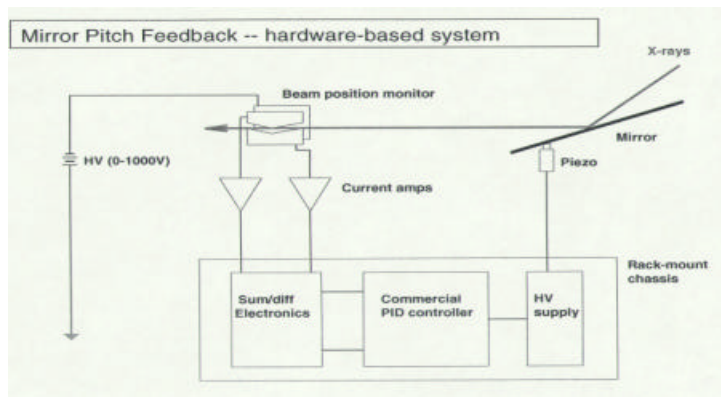 Mirror Pitch Feedback -- hardware-based system
X-rays
Beam position monitor
Mirror
HV (0-1000V)
Piezo
Current amps
Rack-mount
chassis
Sum/diff
Electronics
Commercial
PID controller
HV
supply